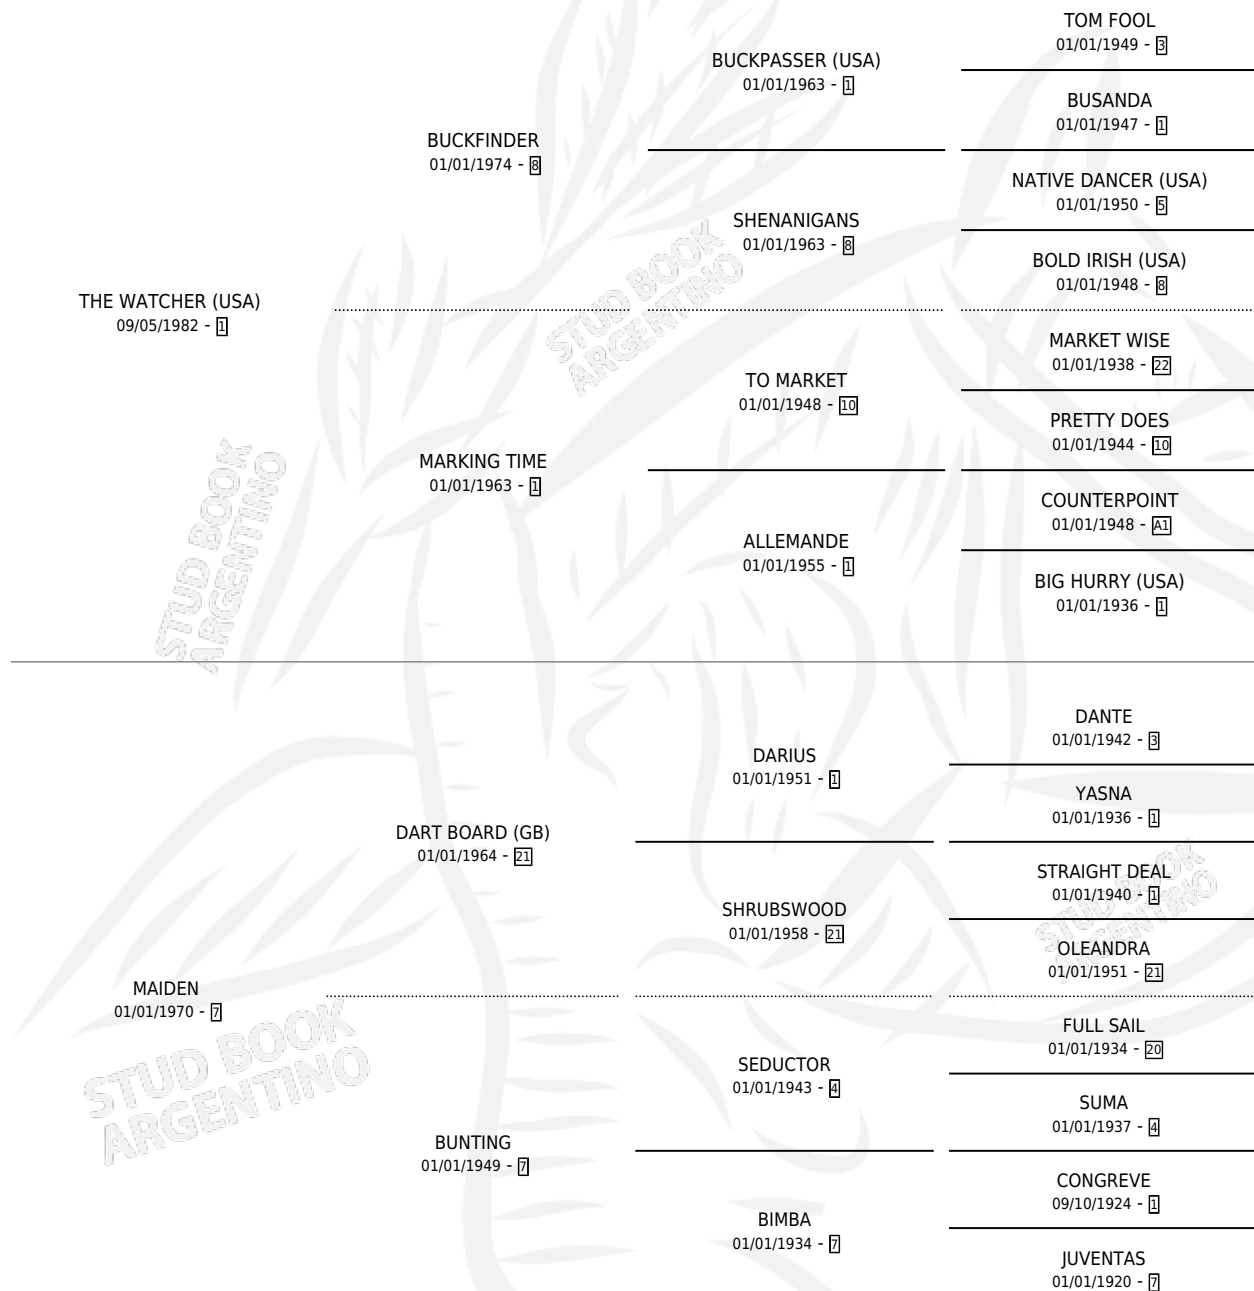 TOM FOOL
01/01/1949 - 3
BUCKPASSER (USA)
01/01/1963 - 1
BUSANDA
01/01/1947 - 1
BUCKFINDER
01/01/1974 - 8
NATIVE DANCER (USA)
01/01/1950 - 5
SHENANIGANS
01/01/1963 - 8
BOLD IRISH (USA)
01/01/1948 - 8
THE WATCHER (USA)
09/05/1982 - 1
MARKET WISE
01/01/1938 - 22
TO MARKET
01/01/1948 - 10
PRETTY DOES
01/01/1944 - 10
MARKING TIME
01/01/1963 - 1
COUNTERPOINT
01/01/1948 - A1
ALLEMANDE
01/01/1955 - 1
BIG HURRY (USA)
01/01/1936 - 1
DANTE
01/01/1942 - 3
DARIUS
01/01/1951 - 1
YASNA
01/01/1936 - 1
DART BOARD (GB)
01/01/1964 - 21
STRAIGHT DEAL
01/01/1940 - 1
SHRUBSWOOD
01/01/1958 - 21
OLEANDRA
01/01/1951 - 21
MAIDEN
01/01/1970 - 7
FULL SAIL
01/01/1934 - 20
SEDUCTOR
01/01/1943 - 4
SUMA
01/01/1937 - 4
BUNTING
01/01/1949 - 7
CONGREVE
09/10/1924 - 1
BIMBA
01/01/1934 - 7
JUVENTAS
01/01/1920 - 7
STUD BOOK
ARGENTINO
STUD BOOK
ARGENTINO
STUD BOOK
ARGENTINO
STUD BOOK
ARGENTINO